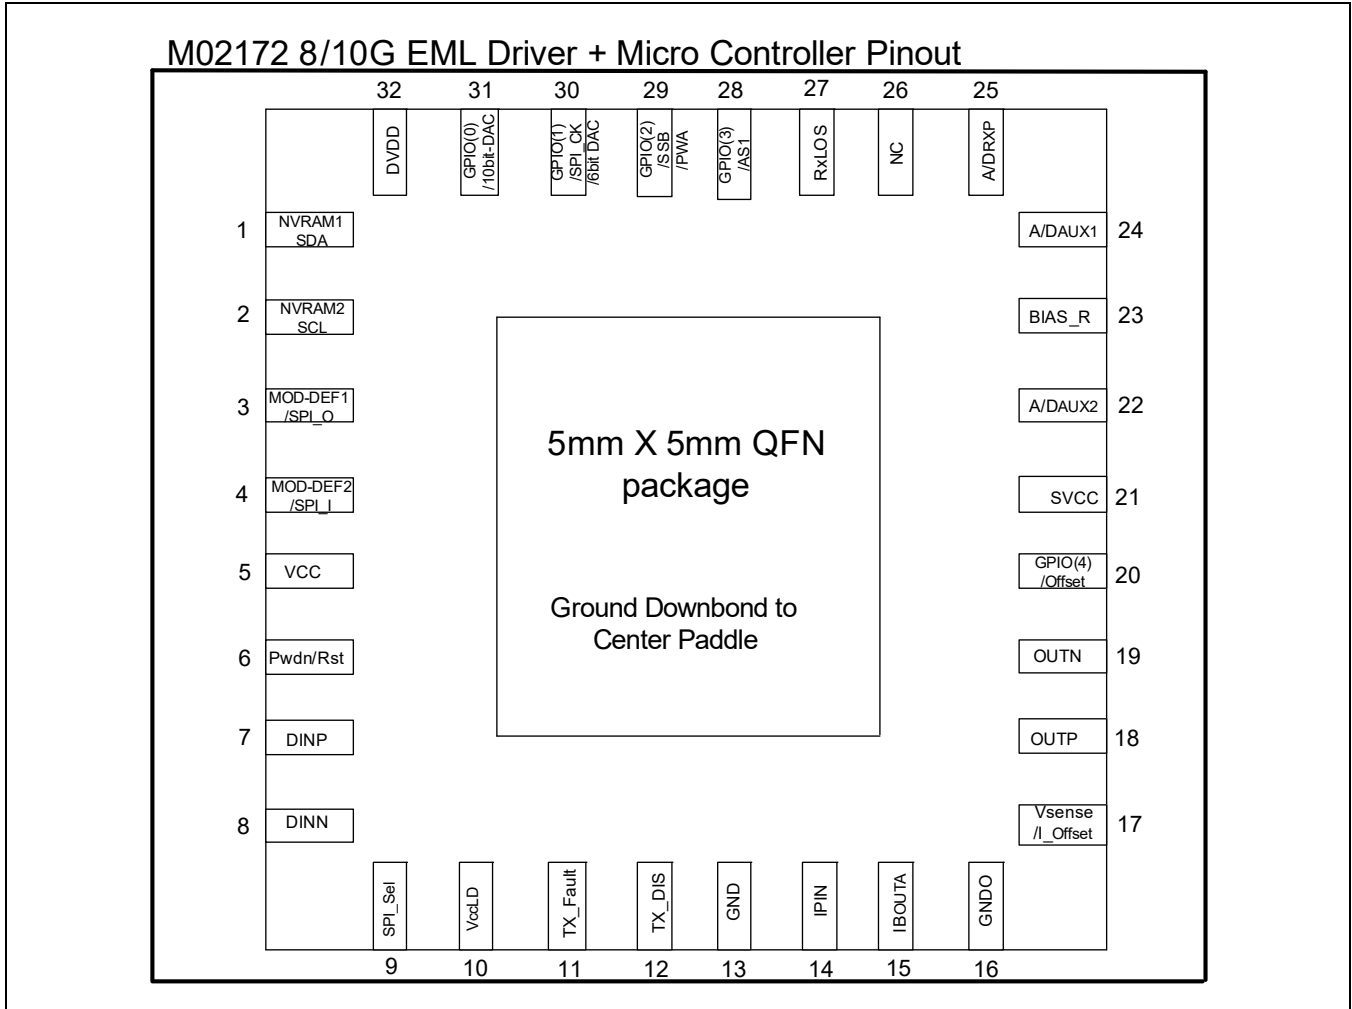 M02172 8/10G EML Driver + Micro Controller Pinout
32 31 30 29 28 27 26 25
DVDD
GPIO(0)
/10bit-DAC
GPIO(1)
/SPI_CK
/6bit DAC
GPIO(2)
/SSB
/PWA
GPIO(3)
/AS1
RxLOS
NC
A/DRXP
1
NVRAM1
SDA
2
NVRAM2
SCL
3
MOD-DEF1
/SPI_O
4
MOD-DEF2
/SPI_I
5
VCC
6
Pwdn/Rst
7
DINP
8
DINN
5mm X 5mm QFN
package
Ground Downbond to
Center Paddle
A/DAUX1
24
BIAS_R
23
A/DAUX2
22
SVCC
21
GPIO(4)
/Offset
20
OUTN
19
OUTP
18
Vsense
/I_Offset
17
SPI_Sel
VccLD
TX_Fault
TX_DIS
GND
IPIN
IBOUTA
GNDO
9 10 11 12 13 14 15 16